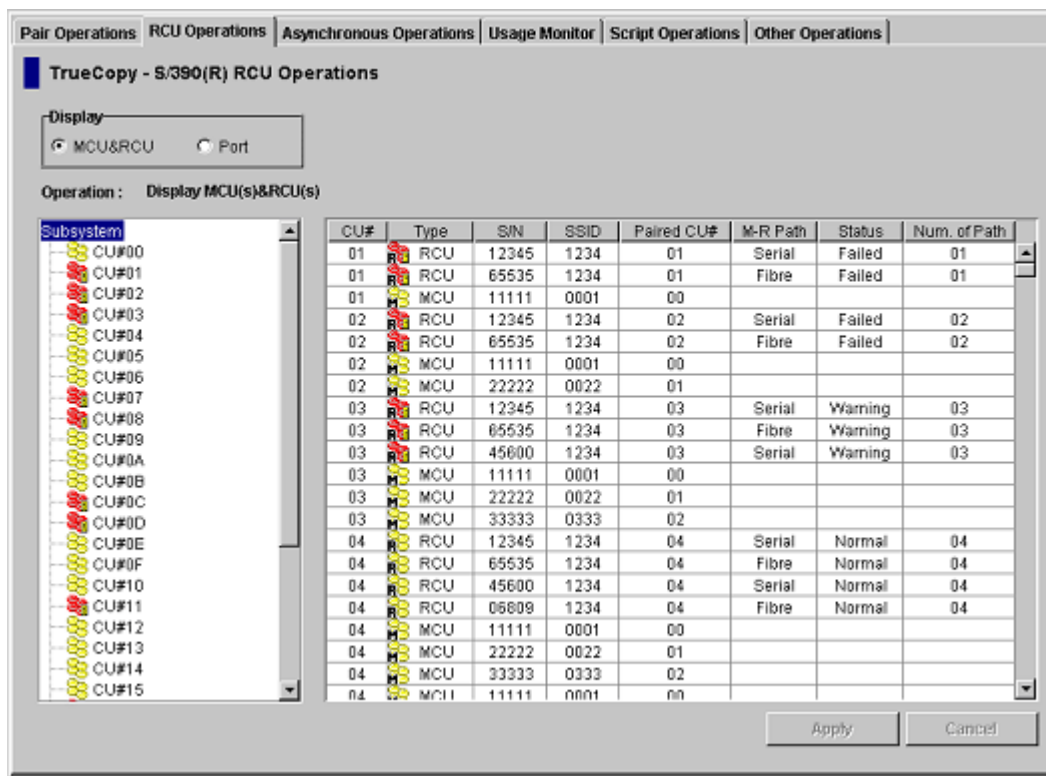 Pair Operations RCU Operations Asynchronous Operations Usage Monitor Script Operations Other Operations
TrueCopy - S/390(R) RCU Operations
Display
MCU&RCU Port
Operation : Display MCU(s)&RCU(s)
Subsystem
CU#00
CU#01
CU#02
CU#03
CU#04
CU#05
CU#06
CU#07
CU#08
CU#09
CU#0A
CU#0B
CU#0C
CU#0D
CU#0E
CU#0F
CU#10
CU#11
CU#12
CU#13
CU#14
CU#15
CU# Type S/N SSID Paired CU# M-R Path Status Num. of Path
01 R RCU 12345 1234 01 Serial Failed 01
01 R RCU 65535 1234 01 Fibre Failed 01
01 M MCU 11111 0001 00
02 R RCU 12345 1234 02 Serial Failed 02
02 R RCU 65535 1234 02 Fibre Failed 02
02 M MCU 11111 0001 00
02 M MCU 22222 0022 01
03 R RCU 12345 1234 03 Serial Warning 03
03 R RCU 65535 1234 03 Fibre Warning 03
03 R RCU 45600 1234 03 Serial Warning 03
03 M MCU 11111 0001 00
03 M MCU 22222 0022 01
03 M MCU 33333 0333 02
04 R RCU 12345 1234 04 Serial Normal 04
04 R RCU 65535 1234 04 Fibre Normal 04
04 R RCU 45600 1234 04 Serial Normal 04
04 R RCU 06809 1234 04 Fibre Normal 04
04 M MCU 11111 0001 00
04 M MCU 22222 0022 01
04 M MCU 33333 0333 02
04 M MCU 11111 0001 00
Apply Cancel